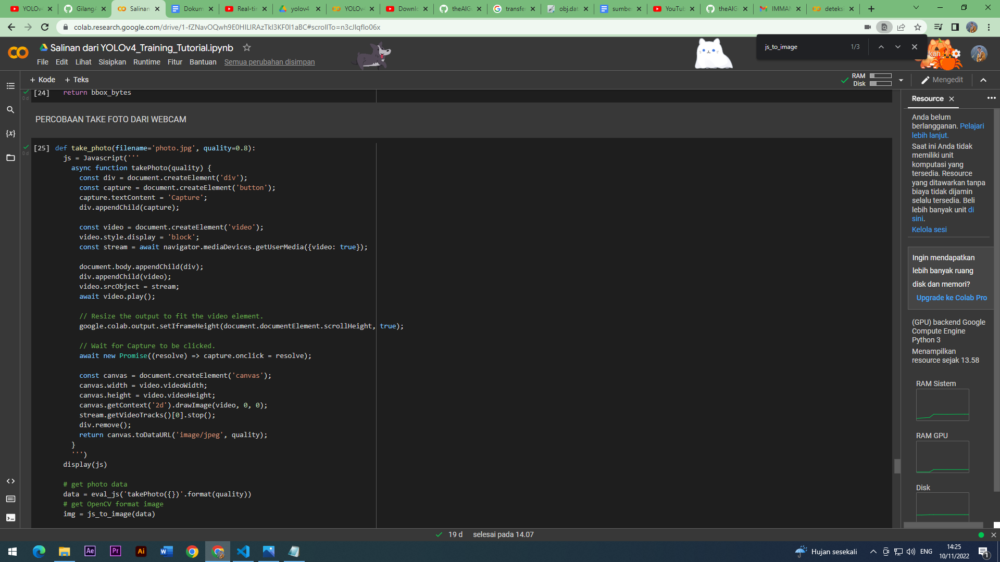 YOLOv
GilangA
Salinan
Dokum
Real-tim
yolov4
YOLOv
Downlo
theAIG
transfe
obj.dat
sumbe
YouTub
theAIG
IMMAN
deteksi
colab.research.google.com/drive/1-fZNavOQwh9E0HILIRAzTkI3KF0I1aBC#scrollTo=n3cJlqflo06x
js_to_image
1/3
Salinan dari YOLOv4_Training_Tutorial.ipynb
File Edit Lihat Sisipkan Runtime Fitur Bantuan Semua perubahan disimpan
+ Kode + Teks
RAM
Disk
Mengedit
[24] return bbox_bytes
0 d
PERCOBAAN TAKE FOTO DARI WEBCAM
[25] def take_photo(filename='photo.jpg', quality=0.8):
0 d
js = Javascript('''
async function takePhoto(quality) {
const div = document.createElement('div');
const capture = document.createElement('button');
capture.textContent = 'Capture';
div.appendChild(capture);
const video = document.createElement('video');
video.style.display = 'block';
const stream = await navigator.mediaDevices.getUserMedia({video: true});
document.body.appendChild(div);
div.appendChild(video);
video.srcObject = stream;
await video.play();
// Resize the output to fit the video element.
google.colab.output.setIframeHeight(document.documentElement.scrollHeight, true);
// Wait for Capture to be clicked.
await new Promise((resolve) => capture.onclick = resolve);
const canvas = document.createElement('canvas');
canvas.width = video.videoWidth;
canvas.height = video.videoHeight;
canvas.getContext('2d').drawImage(video, 0, 0);
stream.getVideoTracks()[0].stop();
div.remove();
return canvas.toDataURL('image/jpeg', quality);
}
''')
display(js)
# get photo data
data = eval_js('takePhoto({})'.format(quality))
# get OpenCV format image
img = js_to_image(data)
Resource
Anda belum
berlangganan. Pelajari
lebih lanjut.
Saat ini Anda tidak
memiliki unit
komputasi yang
tersedia. Resource
yang ditawarkan tanpa
biaya tidak dijamin
selalu tersedia. Beli
lebih banyak unit di
sini.
Kelola sesi
Ingin mendapatkan
lebih banyak ruang
disk dan memori?
Upgrade ke Colab Pro
(GPU) backend Google
Compute Engine
Python 3
Menampilkan
resource sejak 13.58
RAM Sistem
RAM GPU
Disk
19 d selesai pada 14.07
Ae
Pr
Ai
Hujan sesekali
ENG
14:25
10/11/2022
1